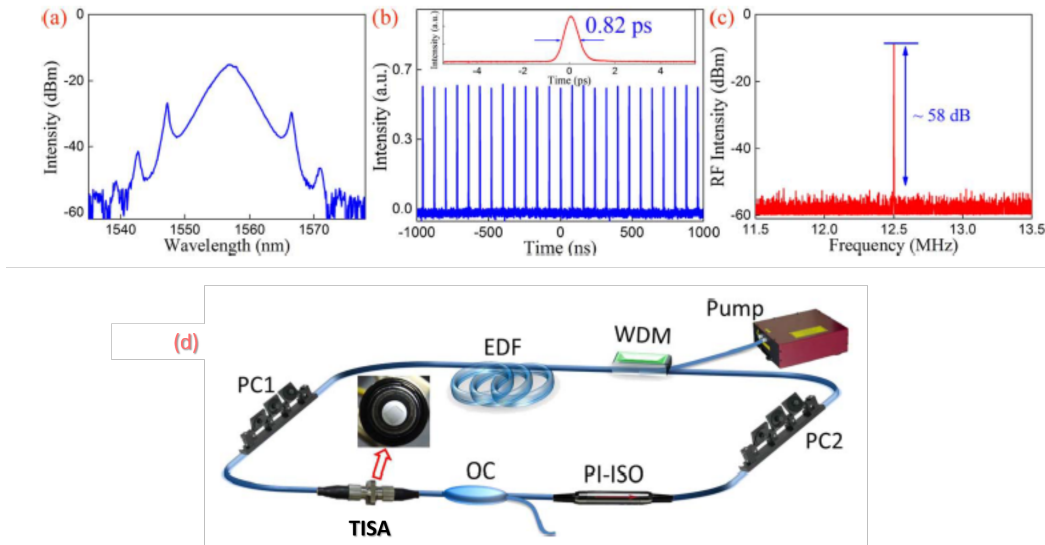 (a)
0
-20
-40
-60
Intensity (dBm)
1540
1550
1560
1570
Wavelength (nm)
(b)
0.7
0.3
0.0
Intensity (a.u.)
-1000
-500
0
500
1000
Time (ns)
Intensity (a.u.)
0.82 ps
-4
-2
0
2
4
Time (ps)
(c)
0
-20
-40
-60
RF Intensity (dBm)
~ 58 dB
11.5
12.0
12.5
13.0
13.5
Frequency (MHz)
(d)
Pump
WDM
EDF
PC1
PC2
OC
PI-ISO
TISA